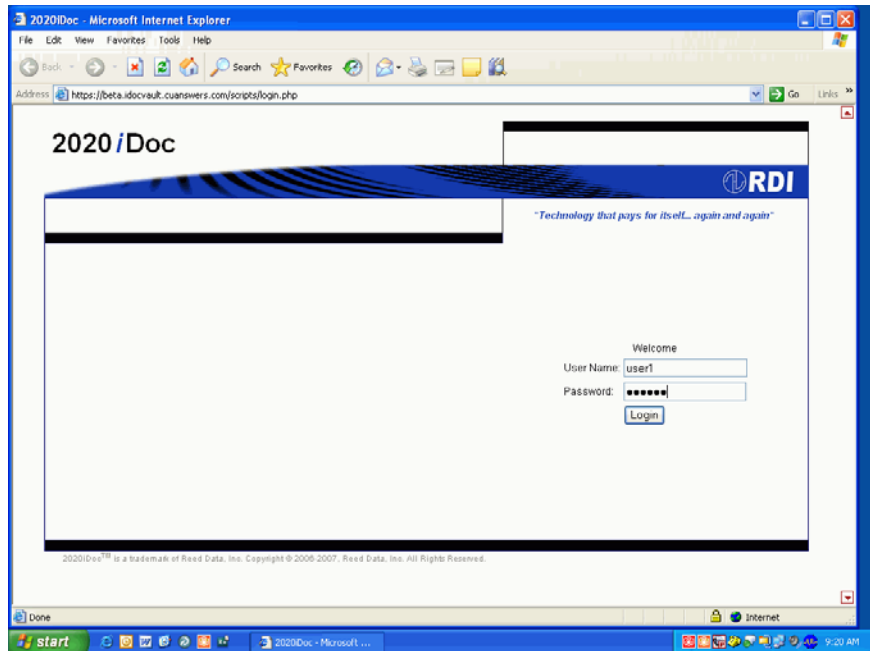 2020iDoc - Microsoft Internet Explorer
File Edit View Favorites Tools Help
Back Search Favorites
Address https://beta.idocvault.cuanswers.com/scripts/login.php Go Links »
2020 iDoc
RDI
"Technology that pays for itself... again and again"
Welcome
User Name: user1
Password: ••••••
Login
2020iDoc™ is a trademark of Reed Data, Inc. Copyright © 2006-2007, Reed Data, Inc. All Rights Reserved.
Done Internet
start 2020iDoc - Microsoft ... 9:20 AM